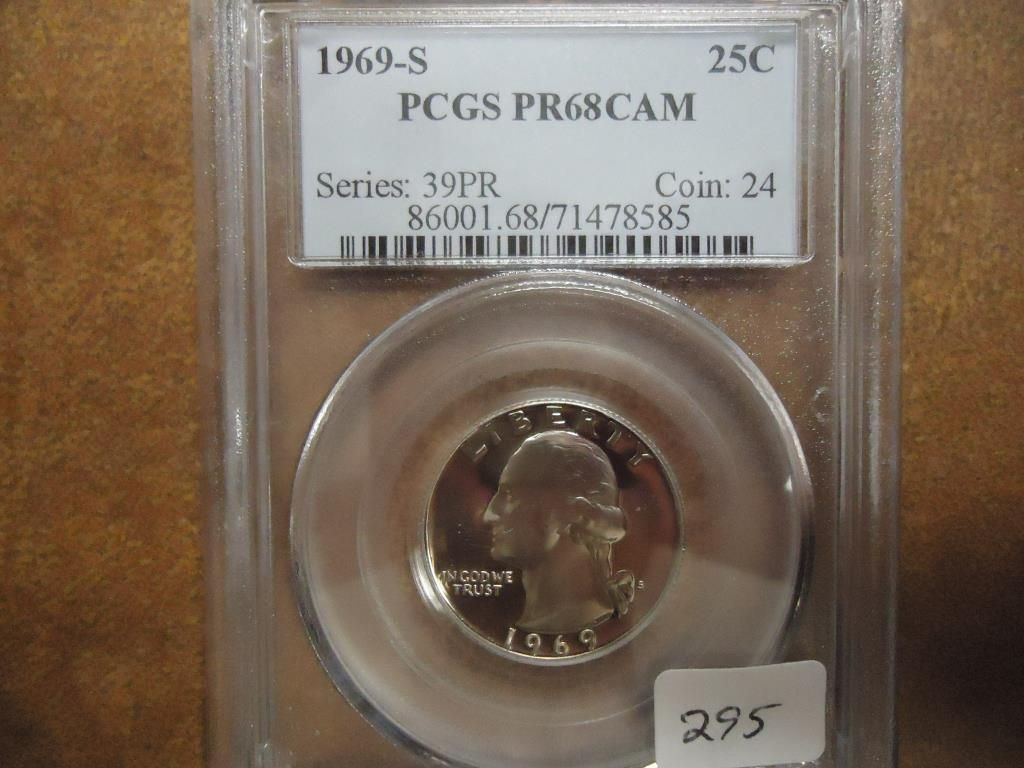 1969-S 25C
PCGS PR68CAM
Series: 39PR Coin: 24
86001.68/71478585
LIBERTY
IN GOD WE
TRUST
S
1969
295